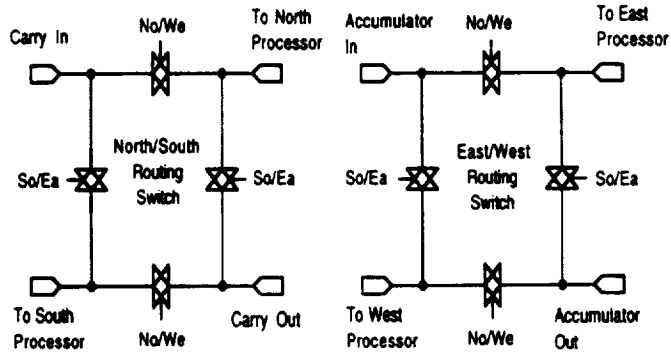 Carry In
No/We
To North
Processor
North/South
Routing
Switch
So/Ea
So/Ea
To South
Processor
No/We
Carry Out
Accumulator
In
No/We
To East
Processor
East/West
Routing
Switch
So/Ea
So/Ea
To West
Processor
No/We
Accumulator
Out